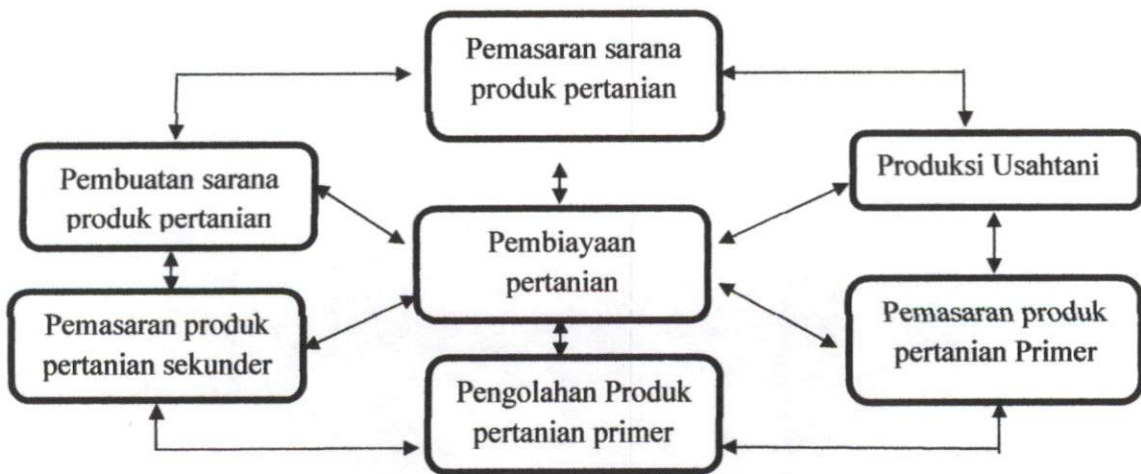 Pemasaran sarana
produk pertanian
Pembuatan sarana
produk pertanian
Produksi Usahtani
Pembiayaan
pertanian
Pemasaran produk
pertanian sekunder
Pemasaran produk
pertanian Primer
Pengolahan Produk
pertanian primer